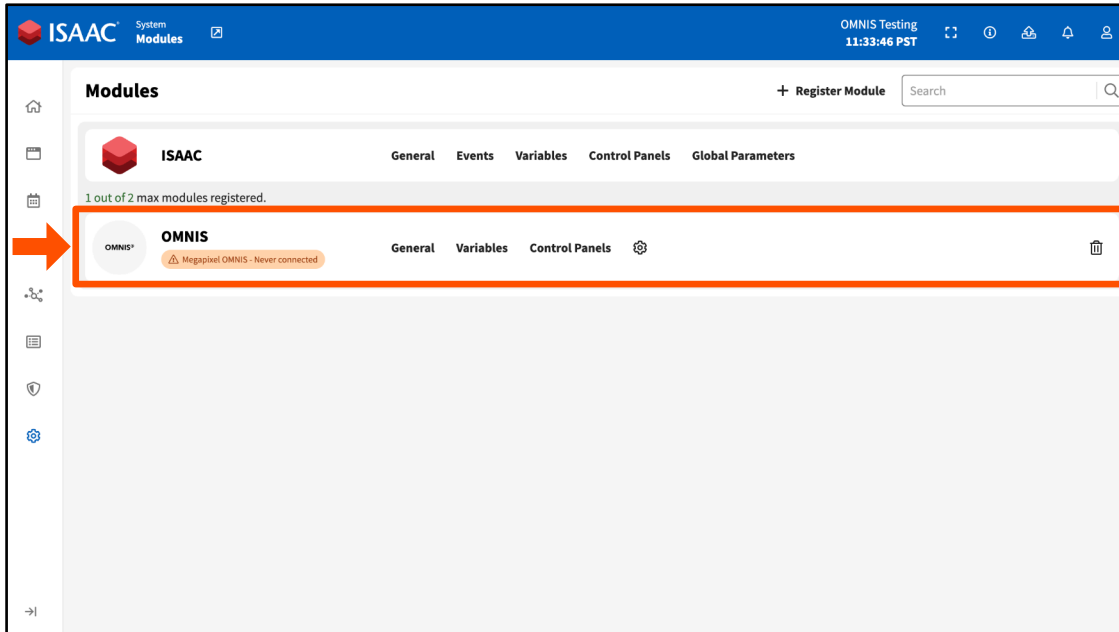 ISAAC
System
Modules
OMNIS Testing
11:33:46 PST
Modules
+ Register Module
Search
ISAAC
General Events Variables Control Panels Global Parameters
1 out of 2 max modules registered.
OMNIS®
OMNIS
Megapixel OMNIS - Never connected
General Variables Control Panels